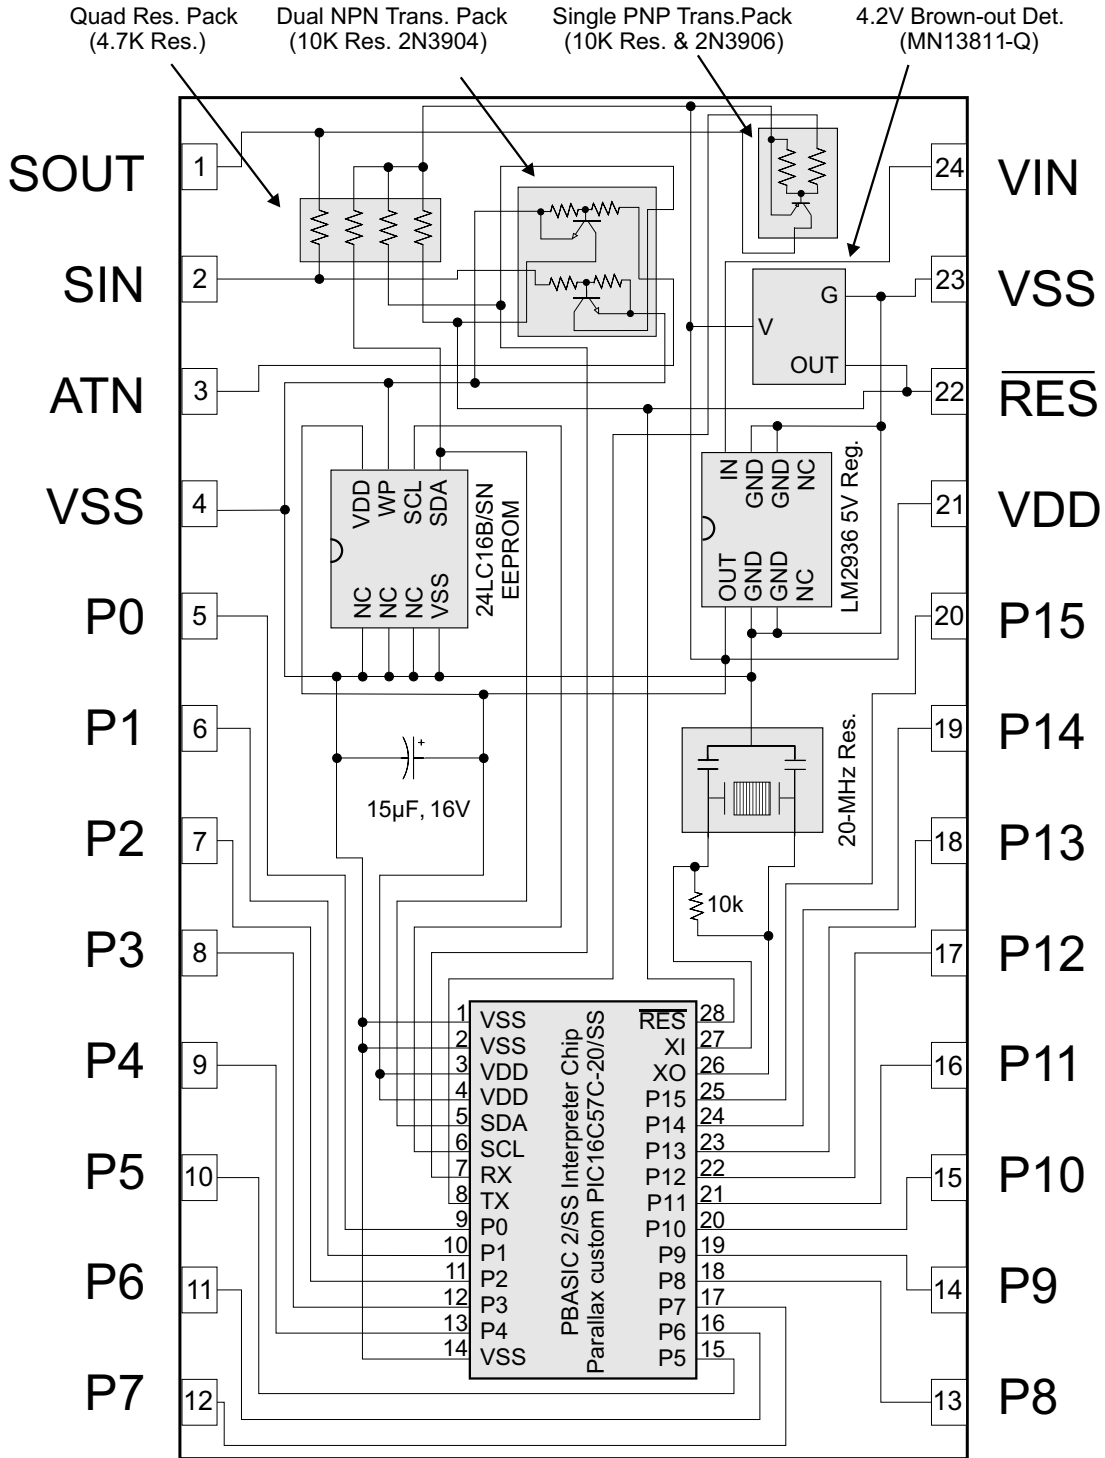 Quad Res. Pack
(4.7K Res.)
Dual NPN Trans. Pack
(10K Res. 2N3904)
Single PNP Trans.Pack
(10K Res. & 2N3906)
4.2V Brown-out Det.
(MN13811-Q)
SOUT
1
SIN
2
ATN
3
VSS
4
P0
5
P1
6
P2
7
P3
8
P4
9
P5
10
P6
11
P7
12
24
VIN
23
VSS
22
RES
21
VDD
20
P15
19
P14
18
P13
17
P12
16
P11
15
P10
14
P9
13
P8
G
V
OUT
VDD
WP
SCL
SDA
NC
NC
NC
VSS
24LC16B/SN
EEPROM
IN
GND
GND
NC
OUT
GND
GND
NC
LM2936 5V Reg.
+
15µF, 16V
20-MHz Res.
10k
1 VSS
2 VSS
3 VDD
4 VDD
5 SDA
6 SCL
7 RX
8 TX
9 P0
10 P1
11 P2
12 P3
13 P4
14 VSS
PBASIC 2/SS Interpreter Chip
Parallax custom PIC16C57C-20/SS
RES 28
XI 27
XO 26
P15 25
P14 24
P13 23
P12 22
P11 21
P10 20
P9 19
P8 18
P7 17
P6 16
P5 15